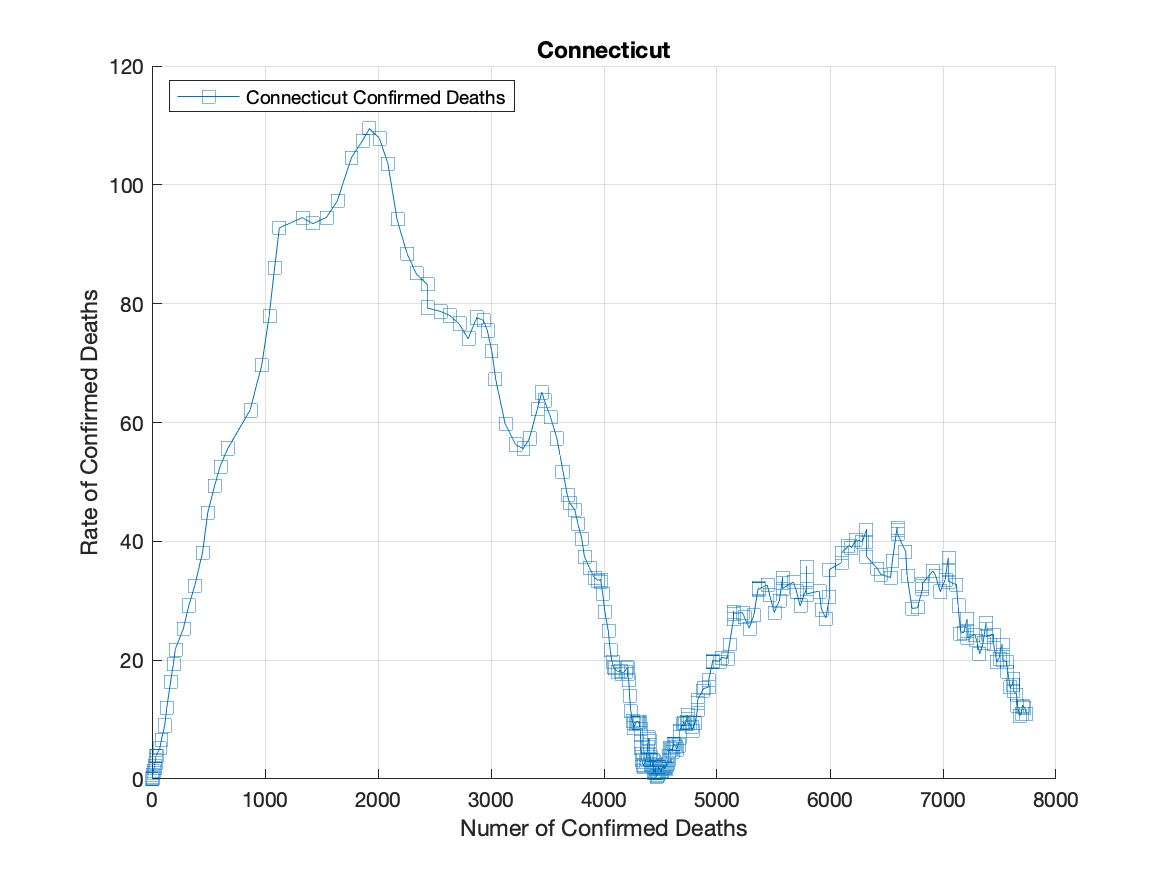 Connecticut
Connecticut Confirmed Deaths
120
100
80
60
40
20
0
Rate of Confirmed Deaths
0 1000 2000 3000 4000 5000 6000 7000 8000
Numer of Confirmed Deaths